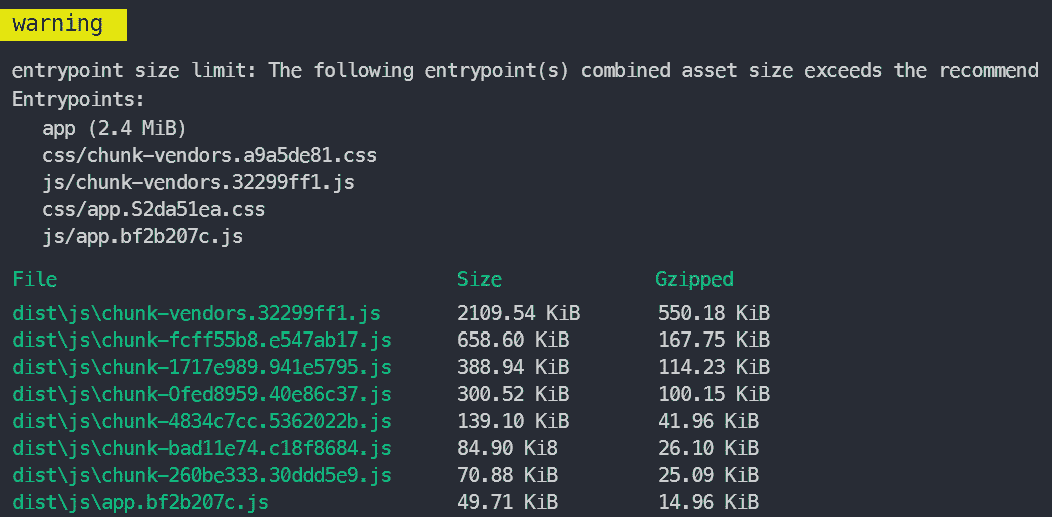 warning
entrypoint size limit: The following entrypoint(s) combined asset size exceeds the recommend
Entrypoints:
app (2.4 MiB)
css/chunk-vendors.a9a5de81.css
js/chunk-vendors.32299ff1.js
css/app.S2da51ea.css
js/app.bf2b207c.js
File Size Gzipped
dist\js\chunk-vendors.32299ff1.js 2109.54 KiB 550.18 KiB
dist\js\chunk-fcff55b8.e547ab17.js 658.60 KiB 167.75 KiB
dist\js\chunk-1717e989.941e5795.js 388.94 KiB 114.23 KiB
dist\js\chunk-Ofed8959.40e86c37.js 300.52 KiB 100.15 KiB
dist\js\chunk-4834c7cc.5362022b.js 139.10 KiB 41.96 KiB
dist\js\chunk-bad11e74.c18f8684.js 84.90 Ki8 26.10 KiB
dist\js\chunk-260be333.30ddd5e9.js 70.88 KiB 25.09 KiB
dist\js\app.bf2b207c.js 49.71 KiB 14.96 KiB